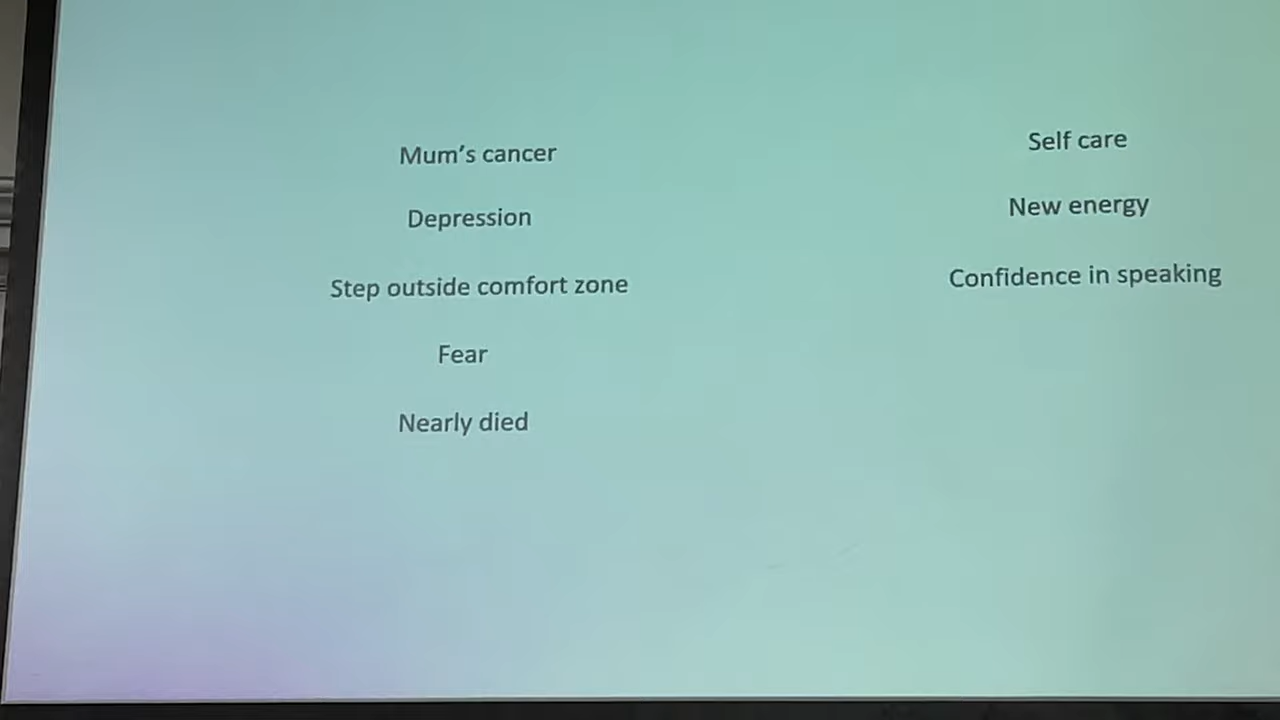 Mum's cancer
Depression
Step outside comfort zone
Fear
Nearly died
Self care
New energy
Confidence in speaking